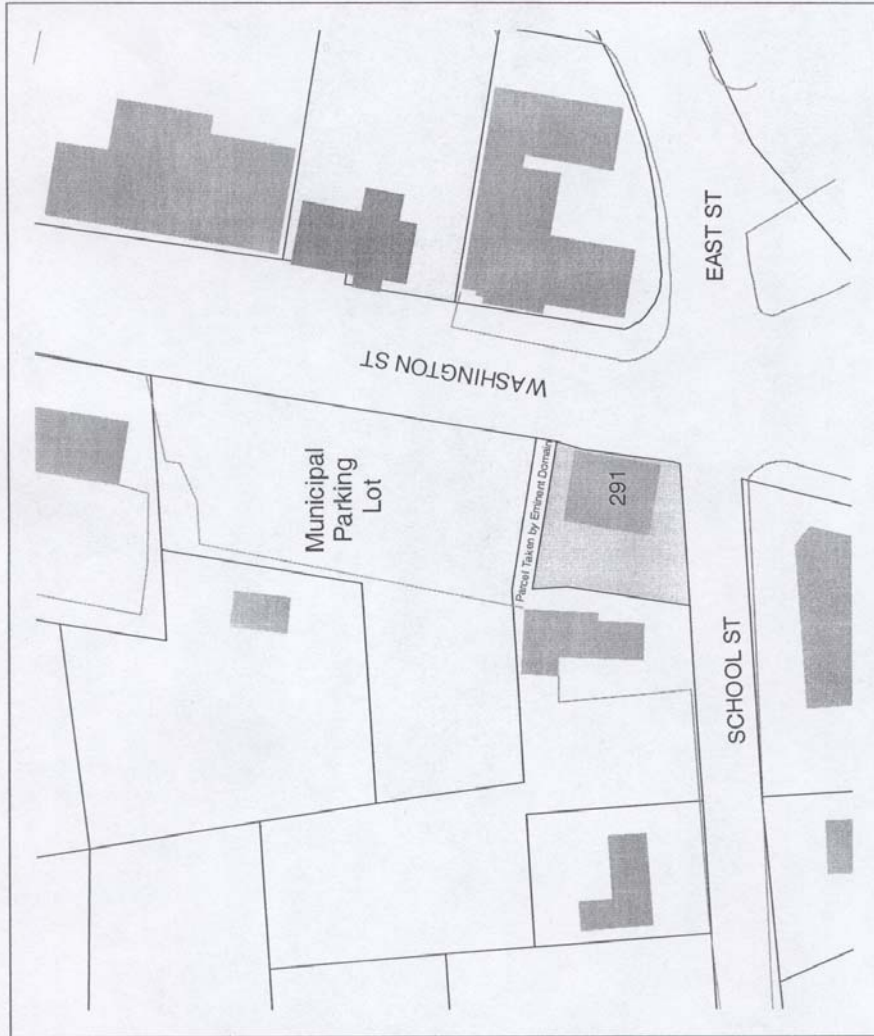 WASHINGTON ST
EAST ST
Municipal
Parking
Lot
Parcel Taken by Eminent Domain
291
SCHOOL ST